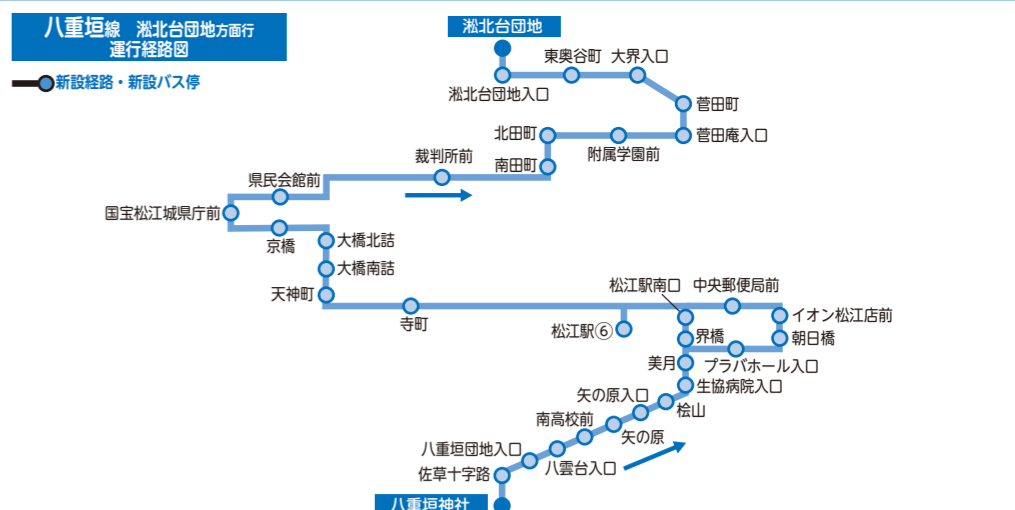 八重垣線 淞北台団地方面行
運行経路図
新設経路・新設バス停
淞北台団地
東奥谷町 大界入口
淞北台団地入口
菅田町
北田町
菅田庵入口
附属学園前
裁判所前
南田町
県民会館前
国宝松江城県庁前
京橋
大橋北詰
大橋南詰
天神町
松江駅南口 中央郵便局前
寺町
松江駅⑥
イオン松江店前
界橋
朝日橋
美月
プラバホール入口
生協病院入口
矢の原入口
桧山
南高校前
矢の原
八重垣団地入口
八雲台入口
佐草十字路
八重垣神社